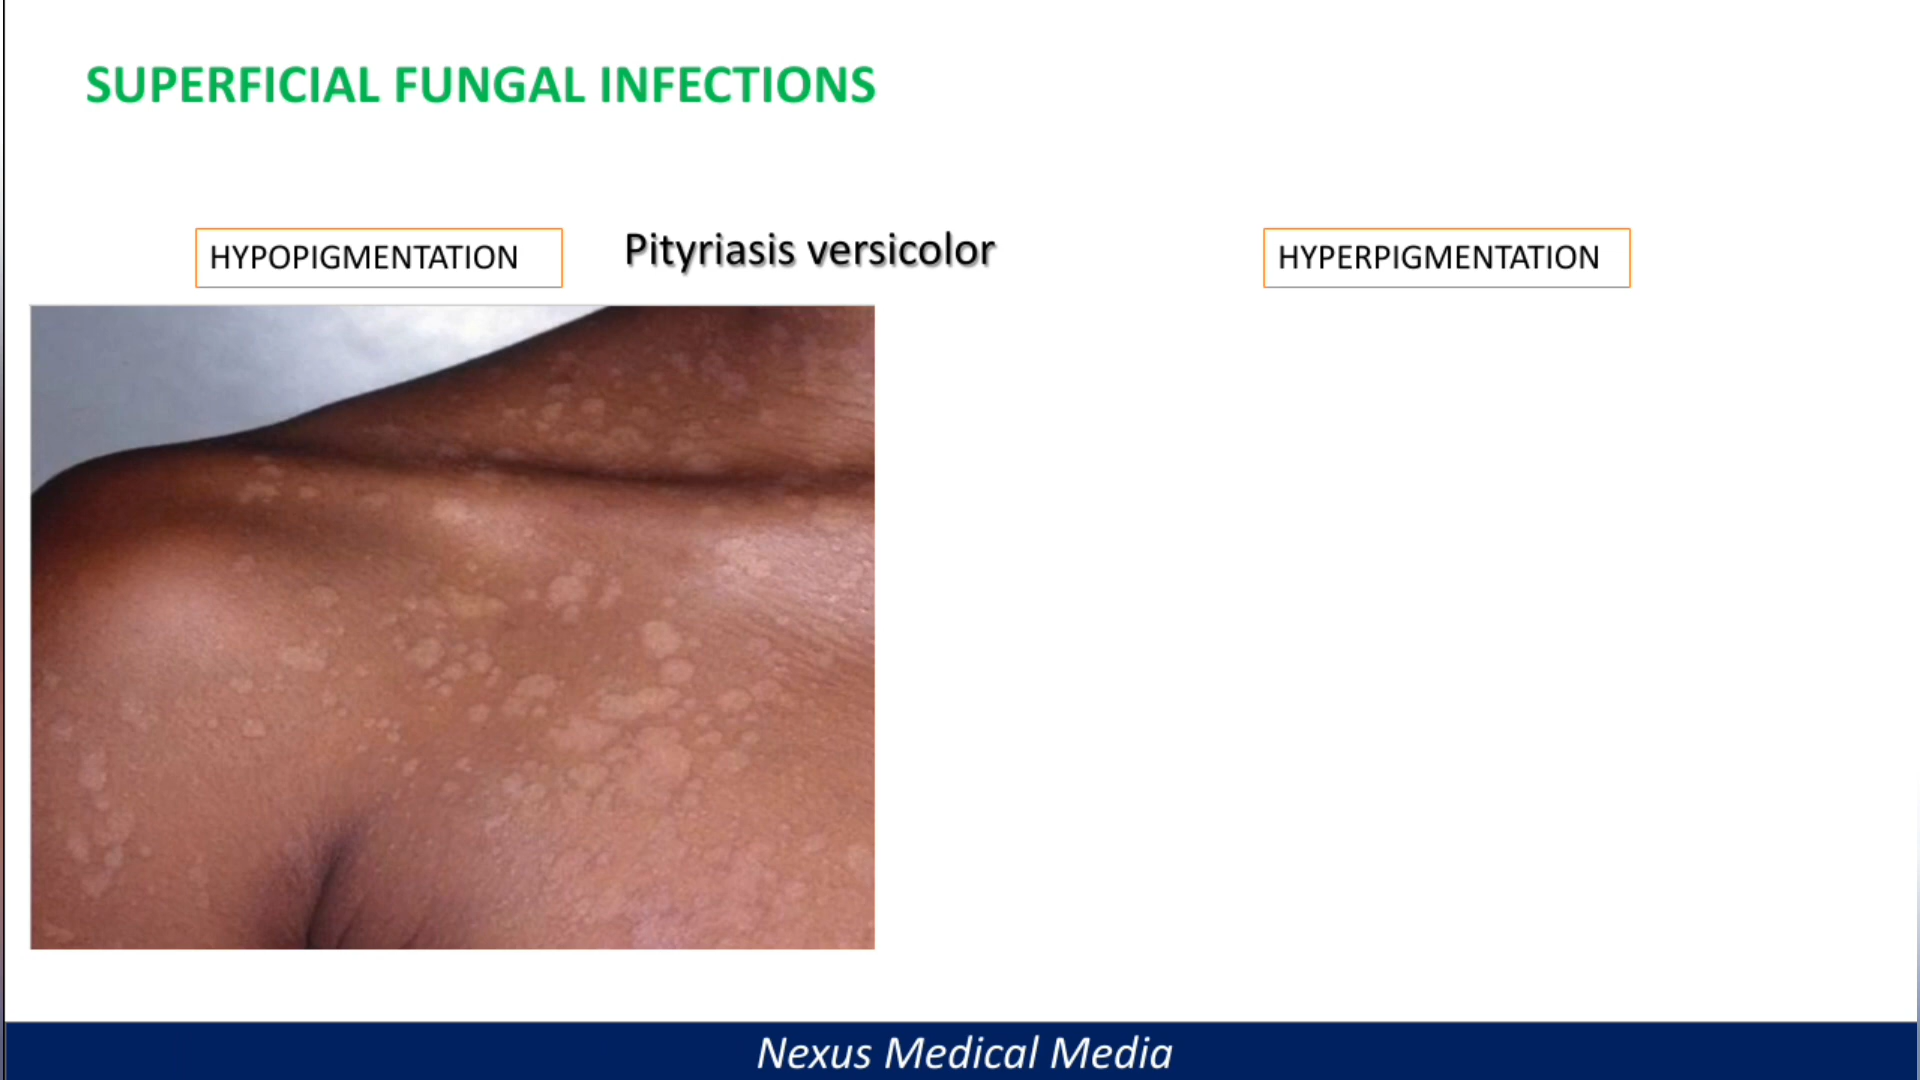 SUPERFICIAL FUNGAL INFECTIONS
HYPOPIGMENTATION
Pityriasis versicolor
HYPERPIGMENTATION
Nexus Medical Media